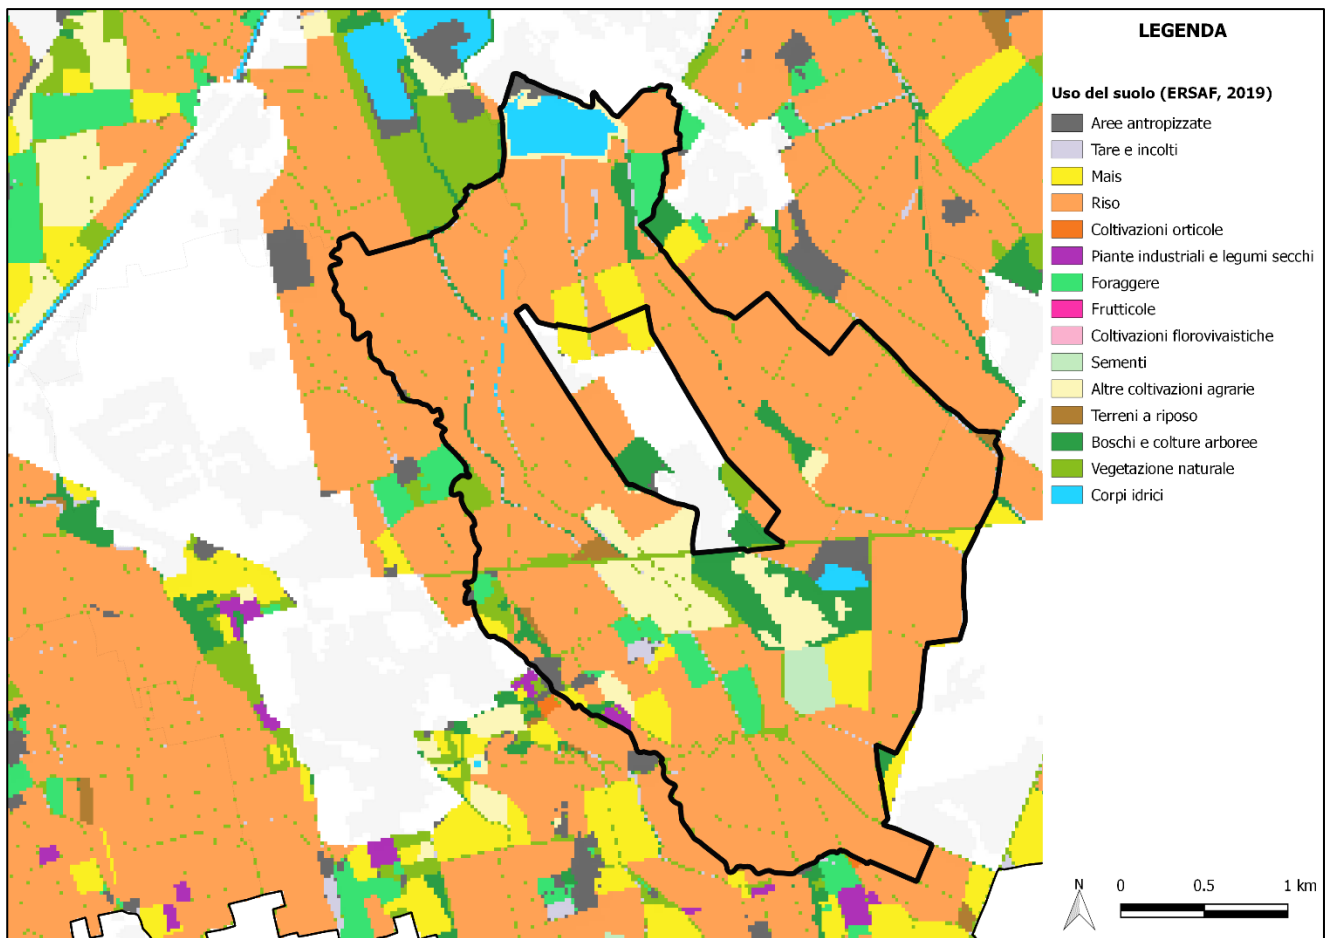 LEGENDA
Uso del suolo (ERSAF, 2019)
Aree antropizzate
Tare e incolti
Mais
Riso
Coltivazioni orticole
Piante industriali e legumi secchi
Foraggere
Frutticole
Coltivazioni florovivaistiche
Sementi
Altre coltivazioni agrarie
Terreni a riposo
Boschi e colture arboree
Vegetazione naturale
Corpi idrici
N
0 0.5 1 km